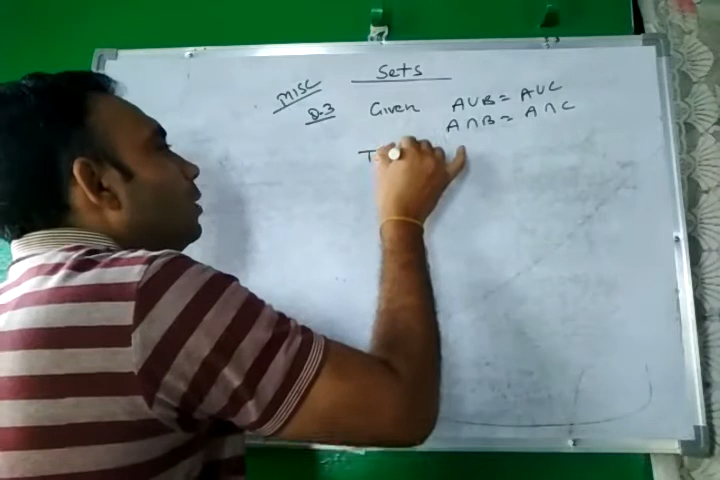 Sets
MISC
Q.3 Given A∪B = A∪C
A∩B = A∩C
T